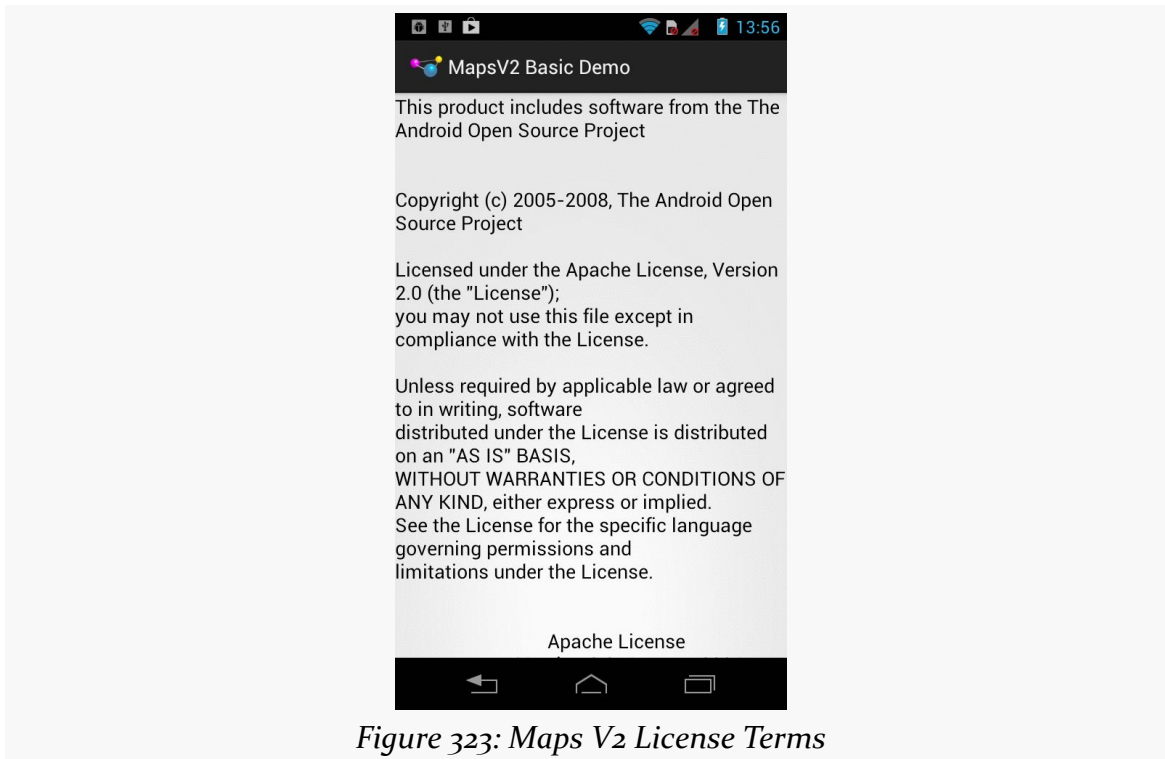 13:56
MapsV2 Basic Demo
This product includes software from the The
Android Open Source Project
Copyright (c) 2005-2008, The Android Open
Source Project
Licensed under the Apache License, Version
2.0 (the "License");
you may not use this file except in
compliance with the License.
Unless required by applicable law or agreed
to in writing, software
distributed under the License is distributed
on an "AS IS" BASIS,
WITHOUT WARRANTIES OR CONDITIONS OF
ANY KIND, either express or implied.
See the License for the specific language
governing permissions and
limitations under the License.
Apache License
Figure 323: Maps V2 License Terms